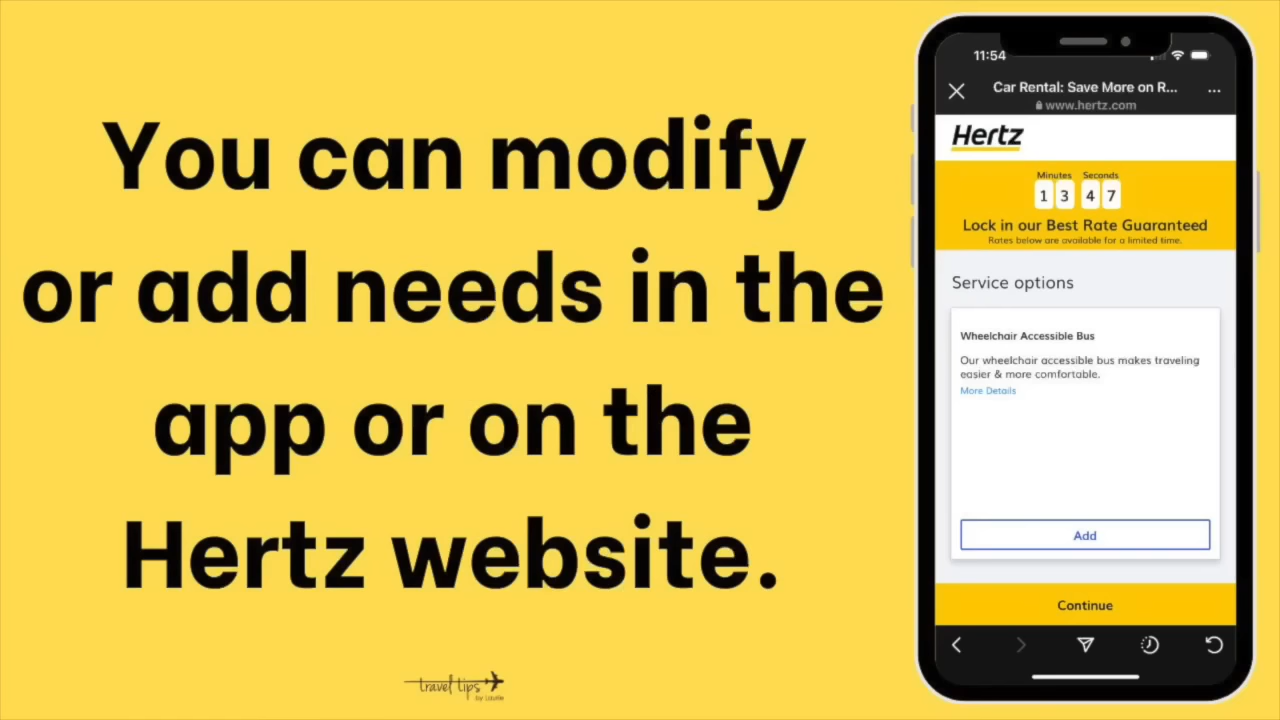 You can modify
or add needs in the
app or on the
Hertz website.
travel tips
by Laurie
11:54
Car Rental: Save More on R...
www.hertz.com
Hertz
Minutes Seconds
1 3 4 7
Lock in our Best Rate Guaranteed
Rates below are available for a limited time.
Service options
Wheelchair Accessible Bus
Our wheelchair accessible bus makes traveling
easier & more comfortable.
More Details
Add
Continue